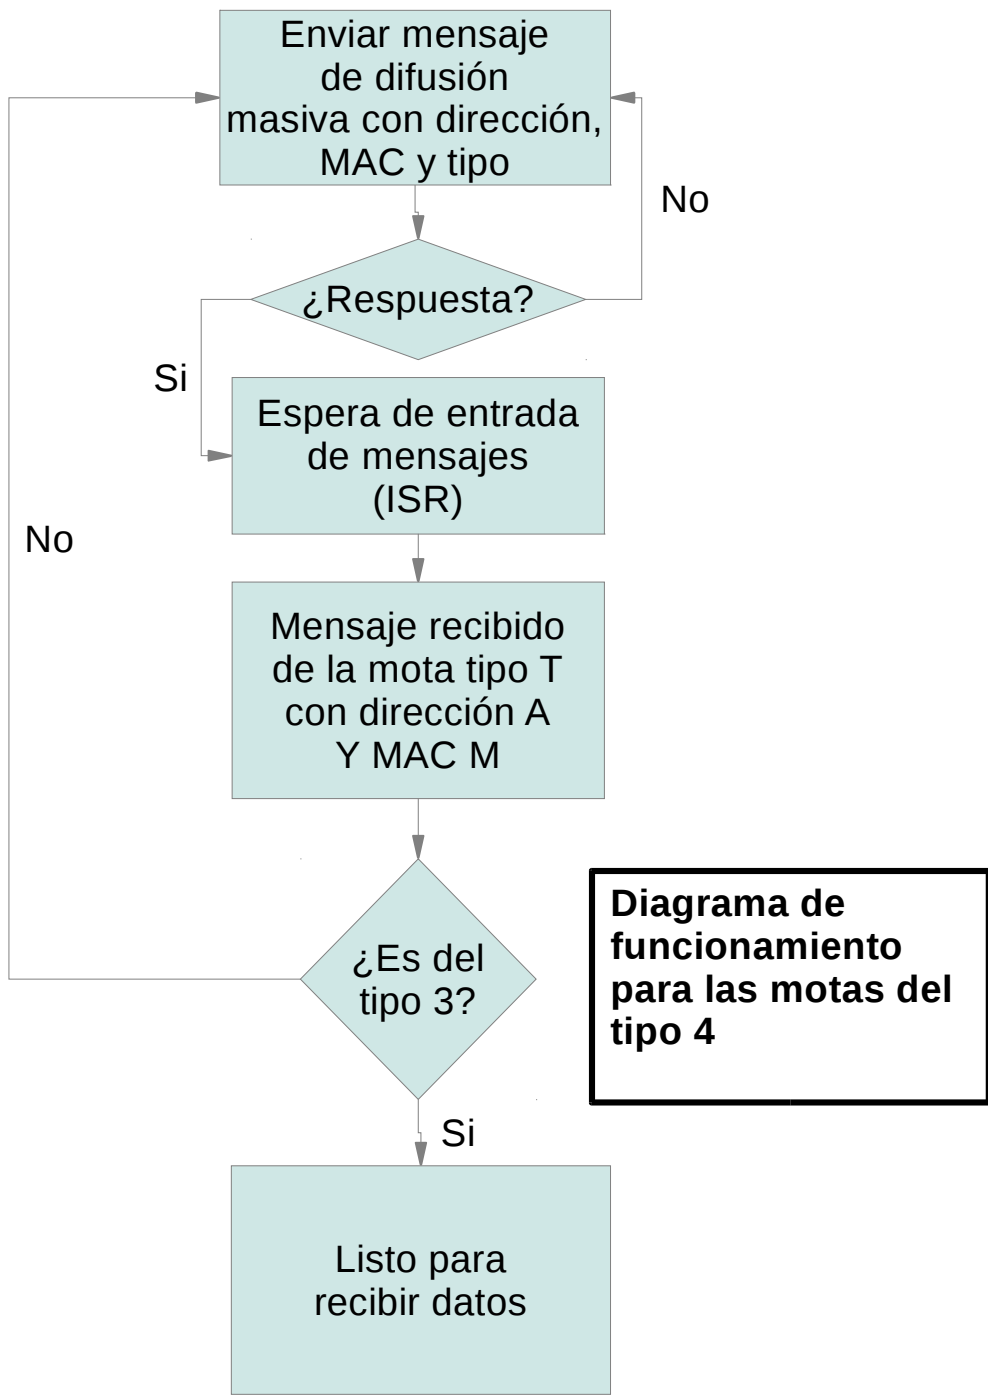 Enviar mensaje
de difusión
masiva con dirección,
MAC y tipo
No
¿Respuesta?
Si
Espera de entrada
de mensajes
(ISR)
No
Mensaje recibido
de la mota tipo T
con dirección A
Y MAC M
¿Es del
tipo 3?
Diagrama de
funcionamiento
para las motas del
tipo 4
Si
Listo para
recibir datos